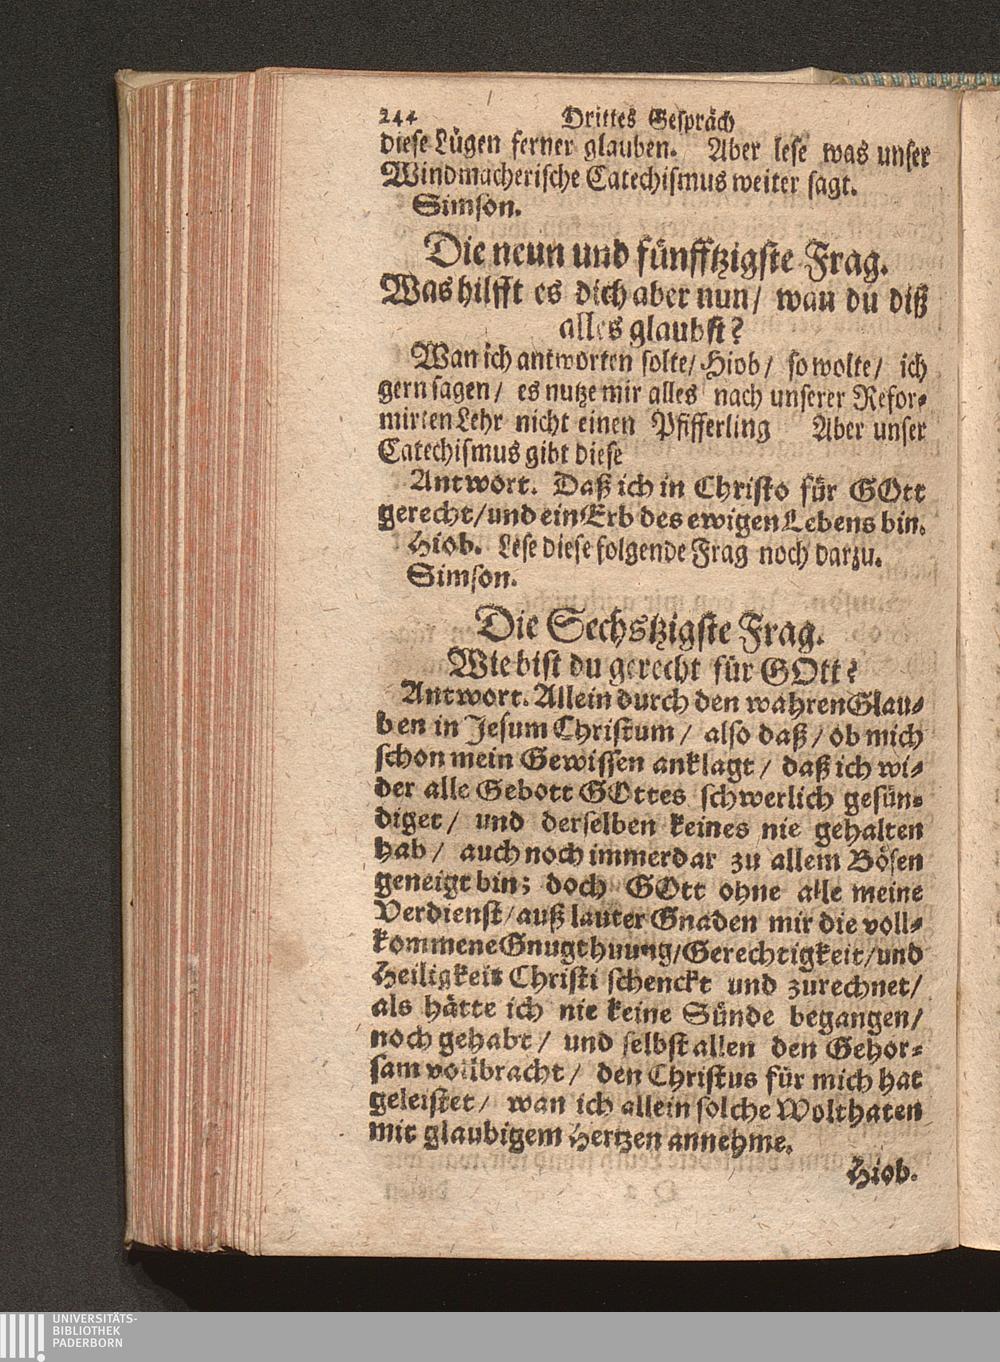 244 Drittes Gespräch
diese Lügen ferner glauben. Aber lese was unser
Windmacherische Catechismus weiter sagt.
Simson.
Die neun und fünfftzigste Frag.
Was hilfft es dich aber nun / wan du diß
alles glaubst?
Wan ich antworten solte / Hiob / so wolte / ich
gern sagen / es nutze mir alles nach unserer Refor-
mirten Lehr nicht einen Pfifferling Aber unser
Catechismus gibt diese
Antwort. Daß ich in Christo für GOtt
gerecht / und ein Erb des ewigen Lebens bin.
Hiob. Lese diese folgende Frag noch darzu.
Simson.
Die Sechstzigste Frag.
Wie bist du gerecht für GOtt?
Antwort. Allein durch den wahren Glau-
ben in Jesum Christum / also daß / ob mich
schon mein Gewissen anklagt / daß ich wi-
der alle Gebott GOttes schwerlich gesün-
diget / und derselben keines nie gehalten
hab / auch noch immerdar zu allem Bösen
geneigt bin; doch GOtt ohne alle meine
Verdienst / auß lauter Gnaden mir die voll-
kommene Gnugthuung / Gerechtigkeit / und
Heiligkeit Christi schenckt und zurechnet /
als hätte ich nie keine Sünde begangen /
noch gehabt / und selbst allen den Gehor-
sam vollbracht / den Christus für mich hat
geleistet / wan ich allein solche Wolthaten
mit glaubigem Hertzen annehme.
Hiob.
UNIVERSITÄTS-
BIBLIOTHEK
PADERBORN